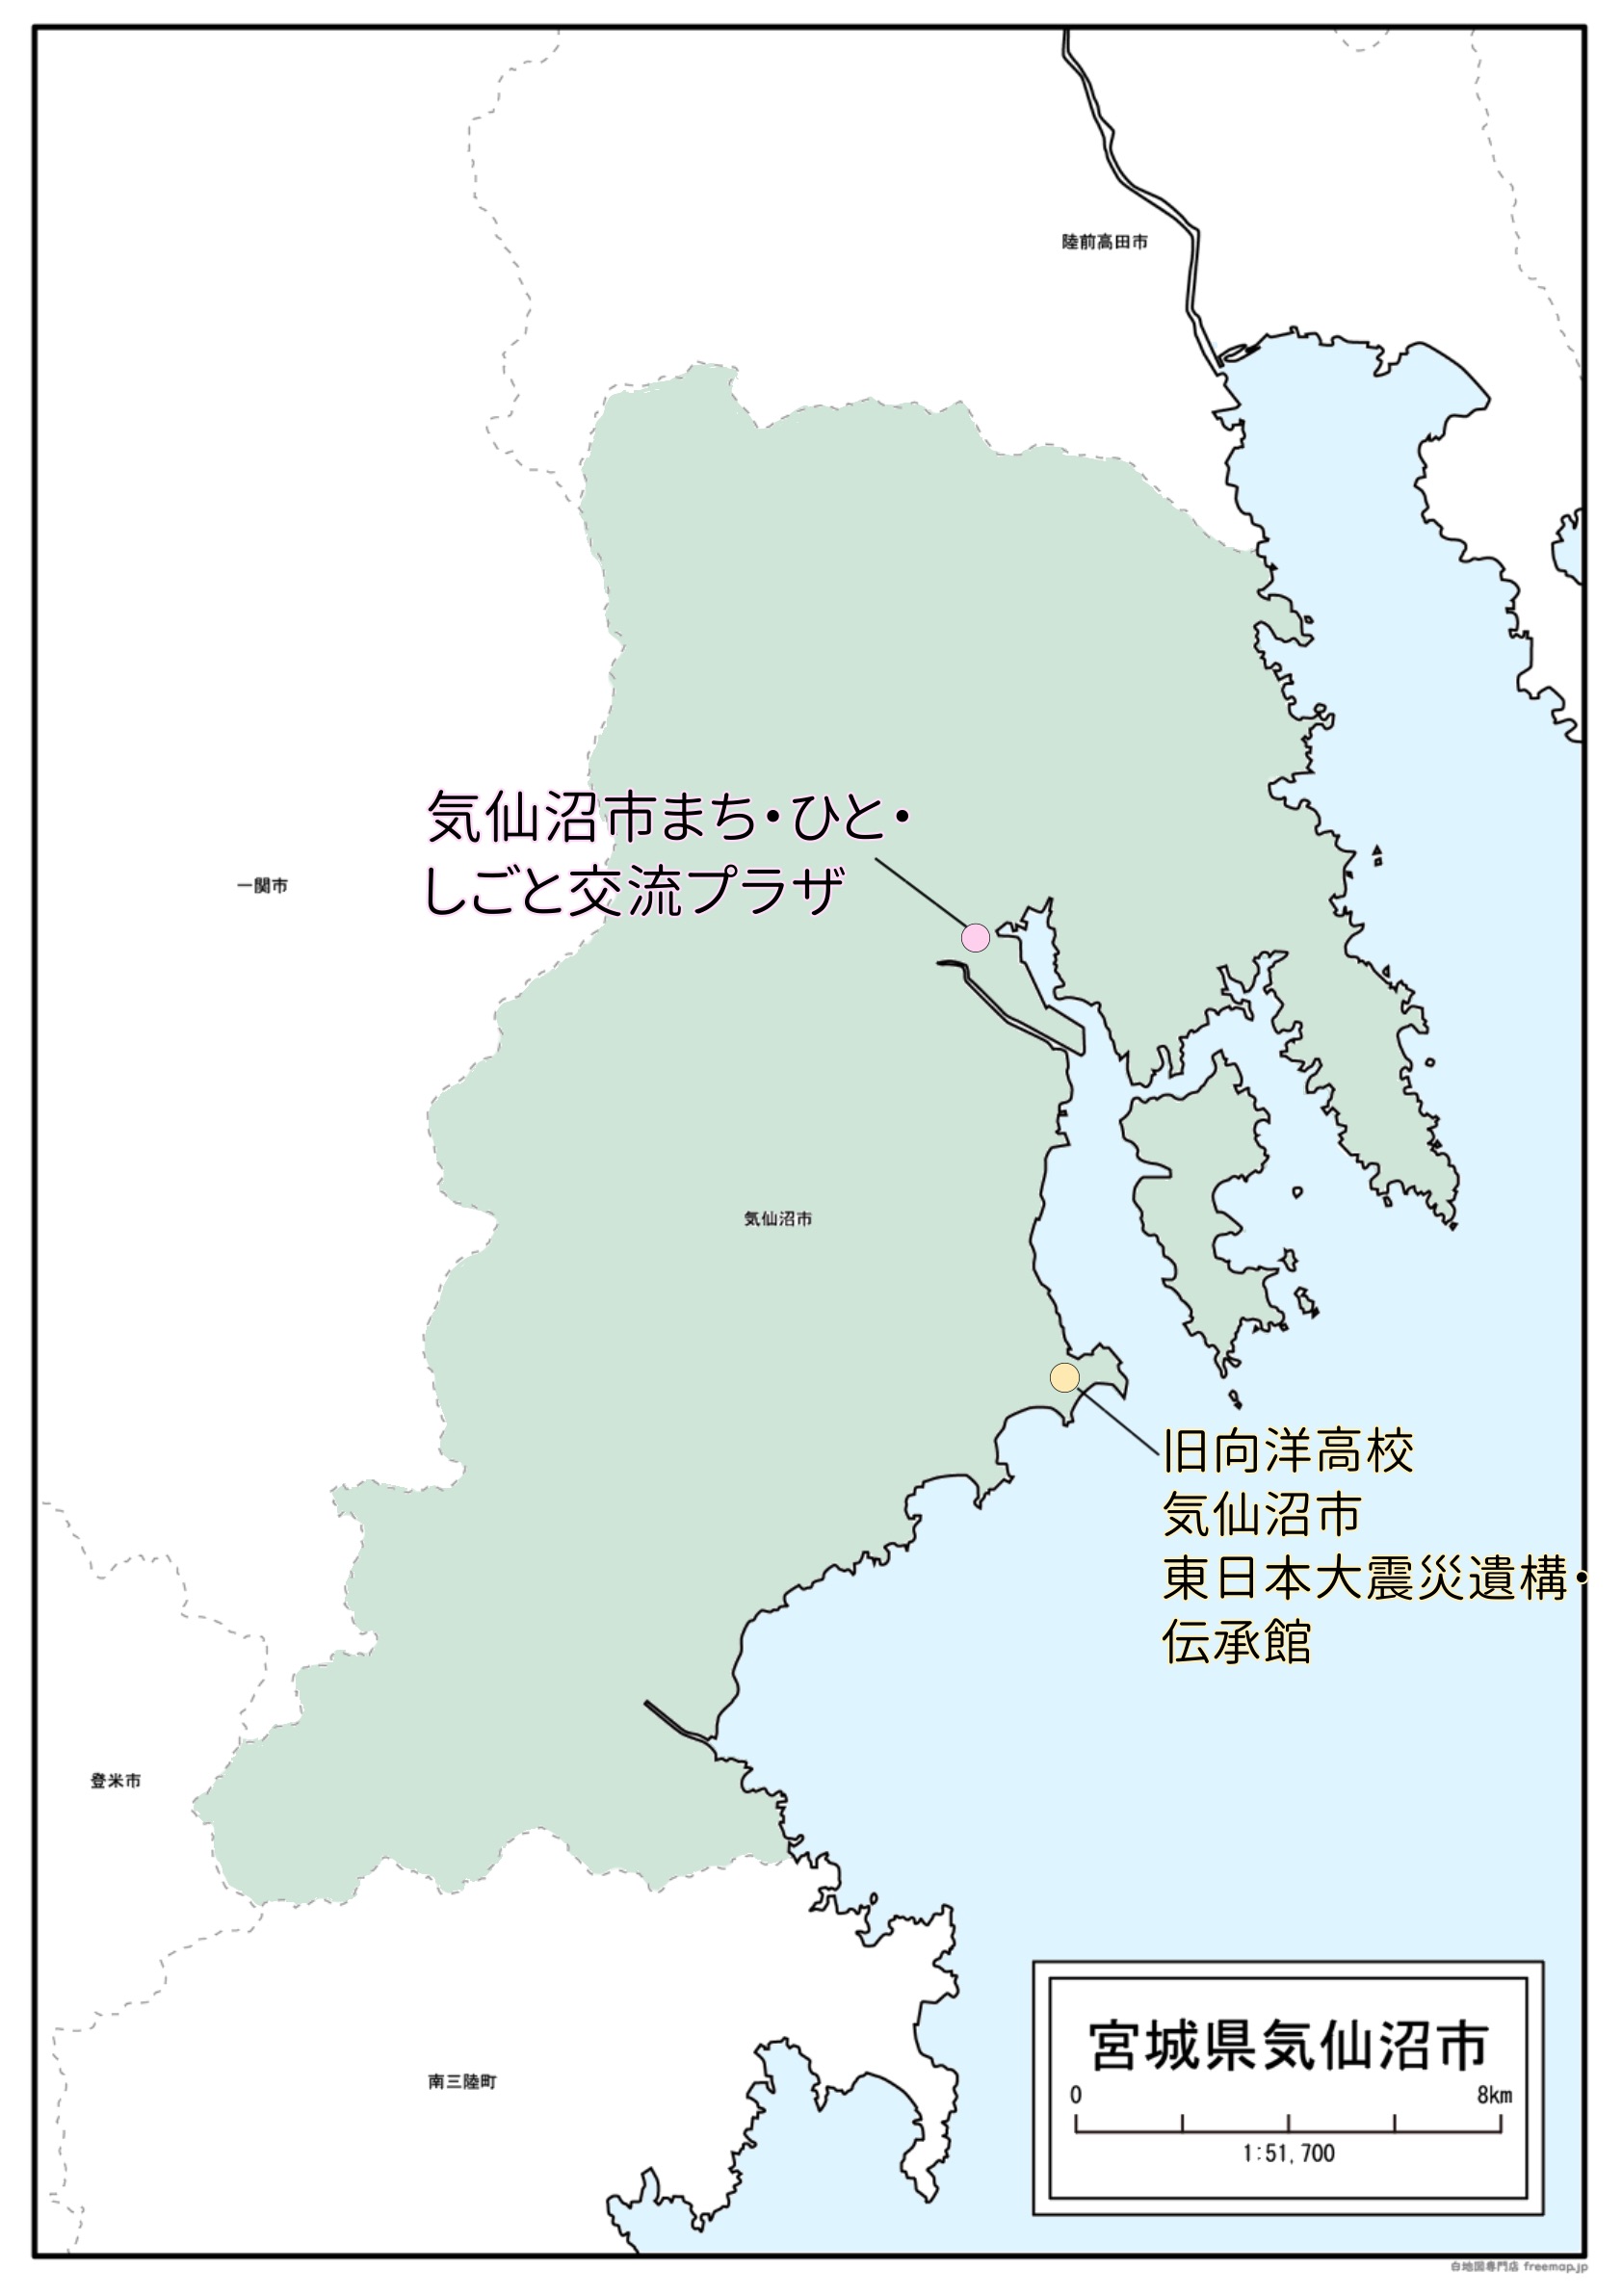 陸前高田市
気仙沼市まち・ひと・
しごと交流プラザ
一関市
気仙沼市
旧向洋高校
気仙沼市
東日本大震災遺構・
伝承館
登米市
南三陸町
宮城県気仙沼市
0 8km
1:51,700
白地図専門店 freemap.jp